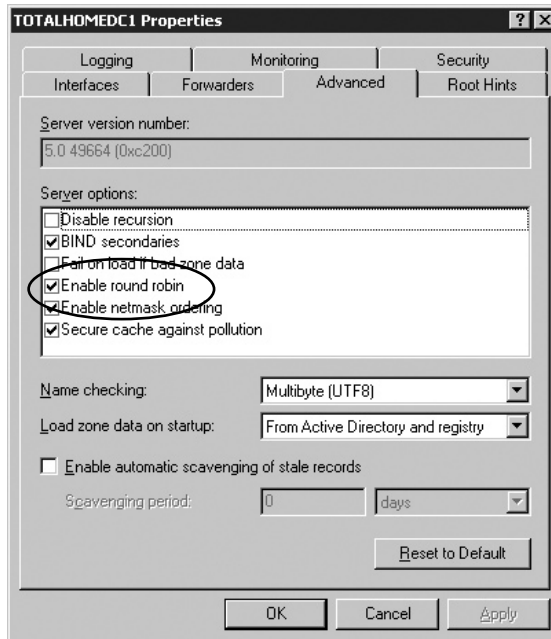 TOTALHOMEDC1 Properties
Logging Monitoring Security
Interfaces Forwarders Advanced Root Hints
Server version number:
5.0 49664 (0xc200)
Server options:
Disable recursion
BIND secondaries
Fail on load if bad zone data
Enable round robin
Enable netmask ordering
Secure cache against pollution
Name checking: Multibyte (UTF8)
Load zone data on startup: From Active Directory and registry
Enable automatic scavenging of stale records
Scavenging period: 0 days
Reset to Default
OK Cancel Apply